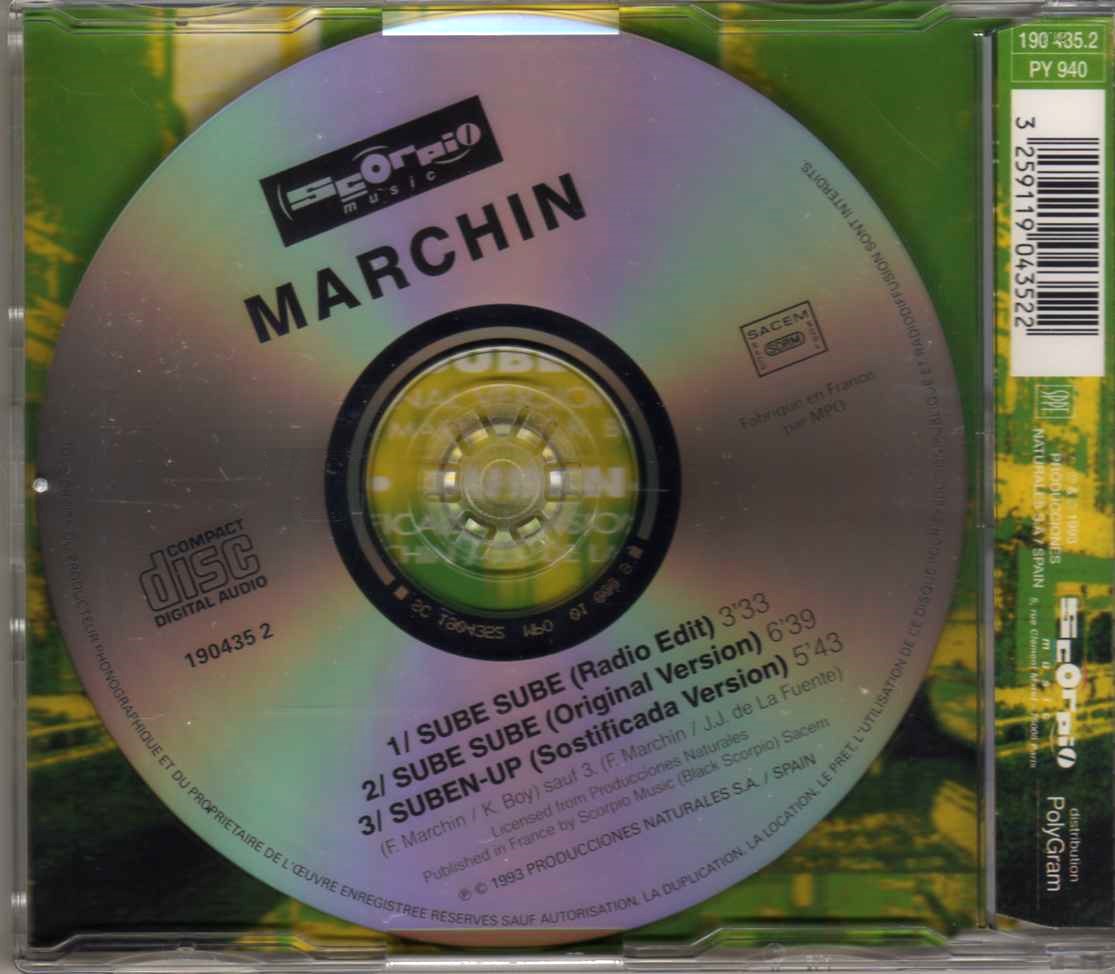 scorpio
music
MARCHIN
SACEM
SDRM
Fabriqué en France
par MPO
COMPACT
disc
DIGITAL AUDIO
190435 2
1/ SUBE SUBE (Radio Edit) 3'33
2/ SUBE SUBE (Original Version) 6'39
3/ SUBEN-UP (Sostificada Version) 5'43
(F. Marchin / K. Boy) sauf 3. (F. Marchin / J.J. de La Fuente)
Licensed from Producciones Naturales
Published in France by Scorpio Music (Black Scorpio) Sacem
℗ © 1993 PRODUCCIONES NATURALES S.A. / SPAIN
PRODUCTEUR PHONOGRAPHIQUE ET DU PROPRIETAIRE DE L'ŒUVRE ENREGISTREE RESERVES SAUF AUTORISATION. LA DUPLICATION, LA LOCATION, LE PRET, L'UTILISATION DE CE DISQUE POUR ET RADIODIFFUSION SONT INTERDITS.
190 435.2
PY 940
3 259119 043522
PRODUCCIONES
NATURALES S.A / SPAIN
scorpio
music
distribution
PolyGram